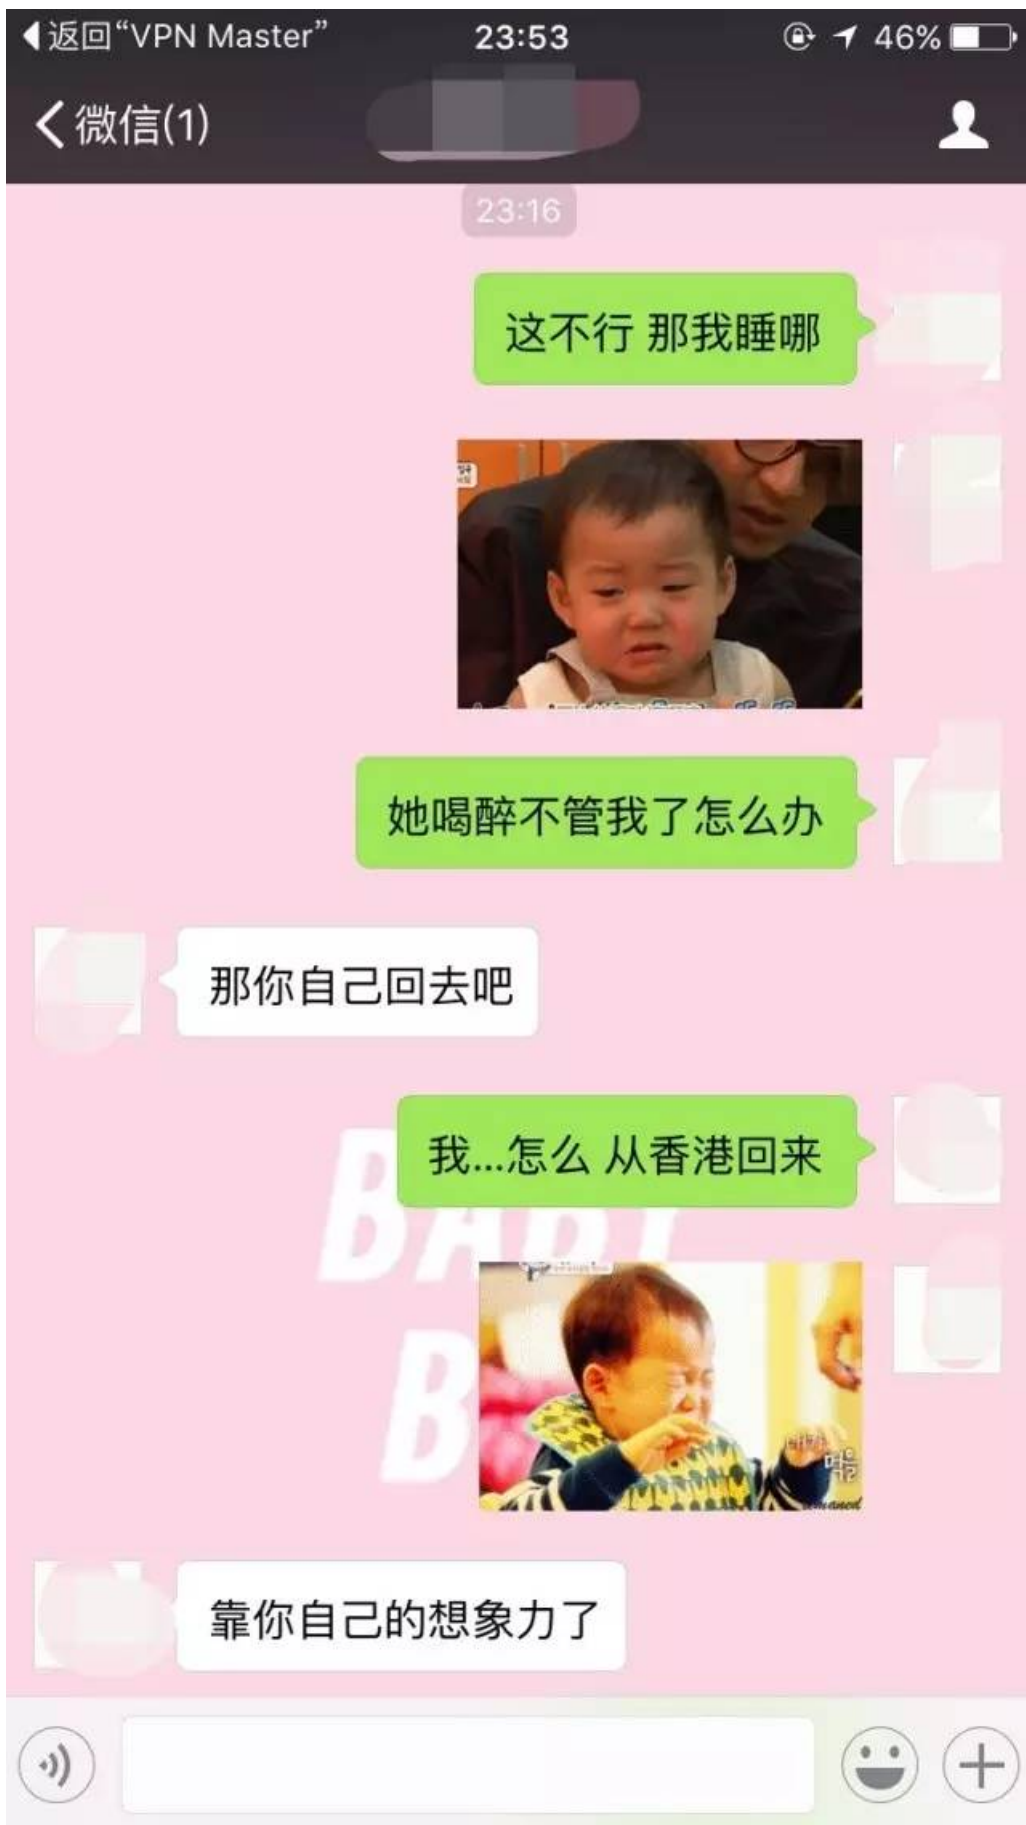 返回“VPN Master”
23:53
46%
微信(1)
23:16
这不行 那我睡哪
她喝醉不管我了怎么办
那你自己回去吧
我...怎么 从香港回来
BABY
B
靠你自己的想象力了